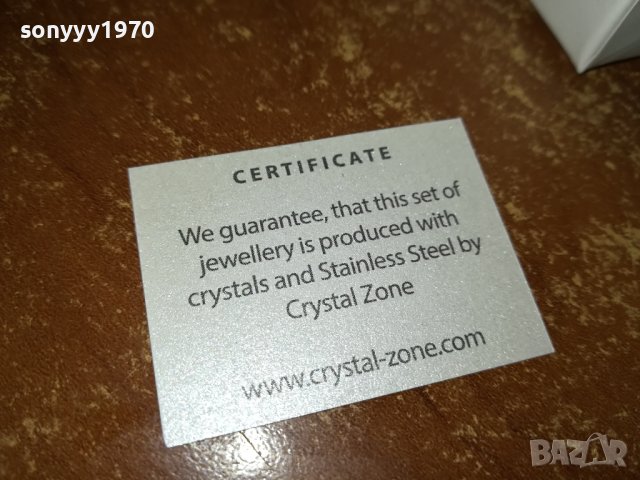 sonyyy1970
CERTIFICATE
We guarantee, that this set of
jewellery is produced with
crystals and Stainless Steel by
Crystal Zone
www.crystal-zone.com
BAZAR